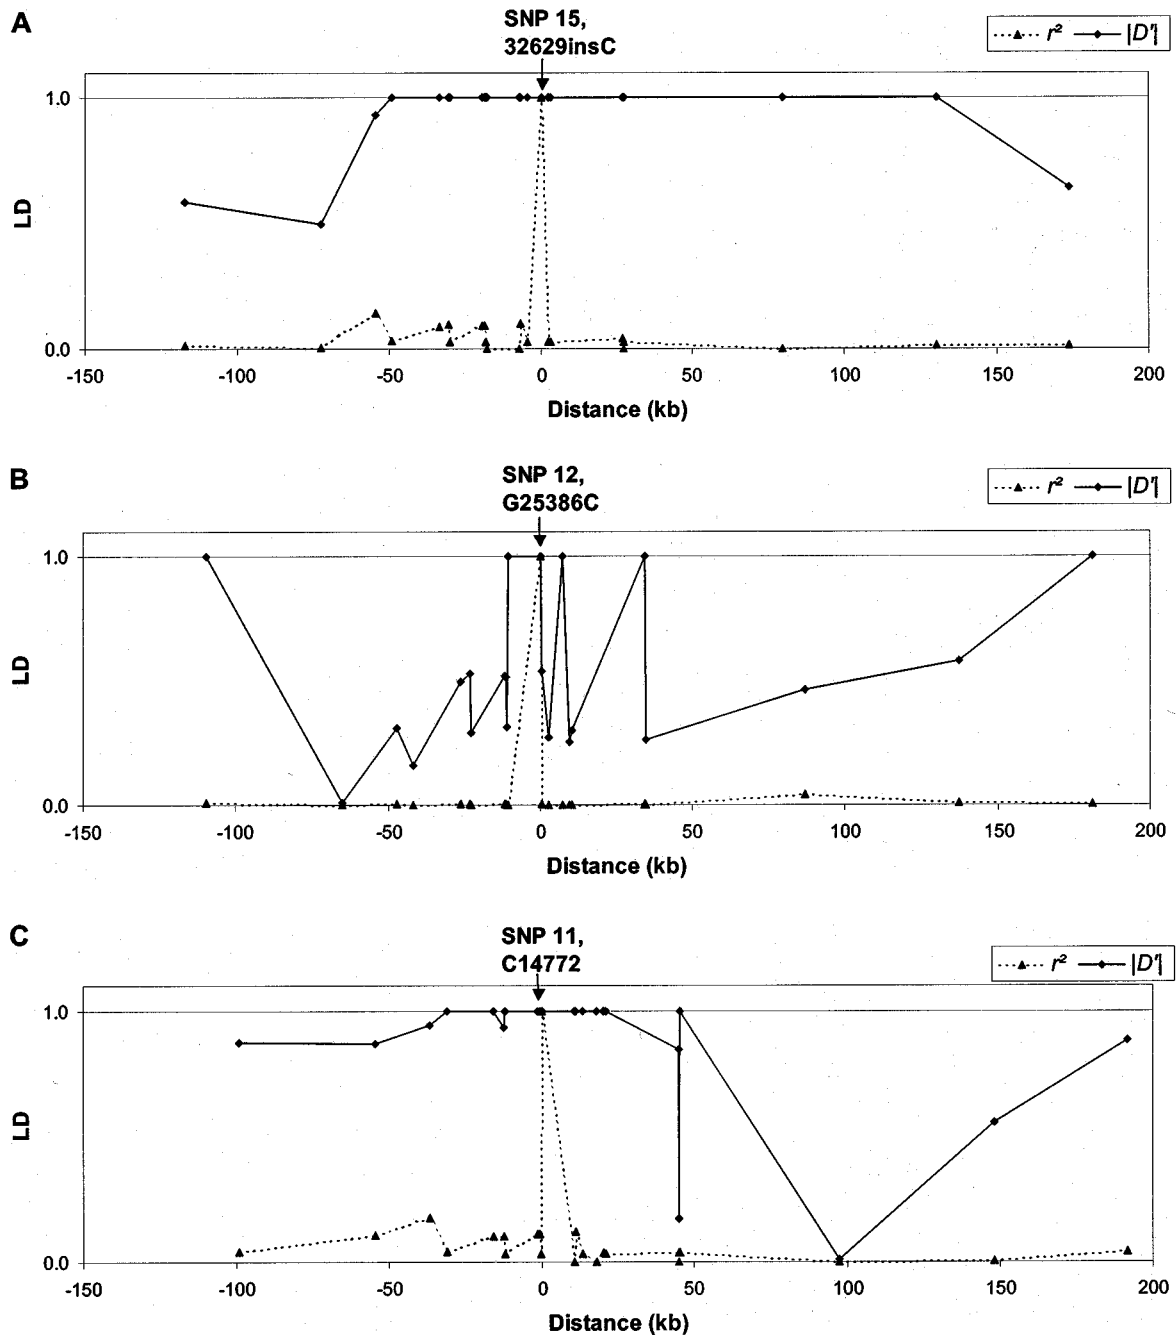 A
SNP 15,
32629insC
r² |D'|
1.0
LD
0.0
-150 -100 -50 0 50 100 150 200
Distance (kb)
B
SNP 12,
G25386C
r² |D'|
1.0
LD
0.0
-150 -100 -50 0 50 100 150 200
Distance (kb)
C
SNP 11,
C14772
r² |D'|
1.0
LD
0.0
-150 -100 -50 0 50 100 150 200
Distance (kb)